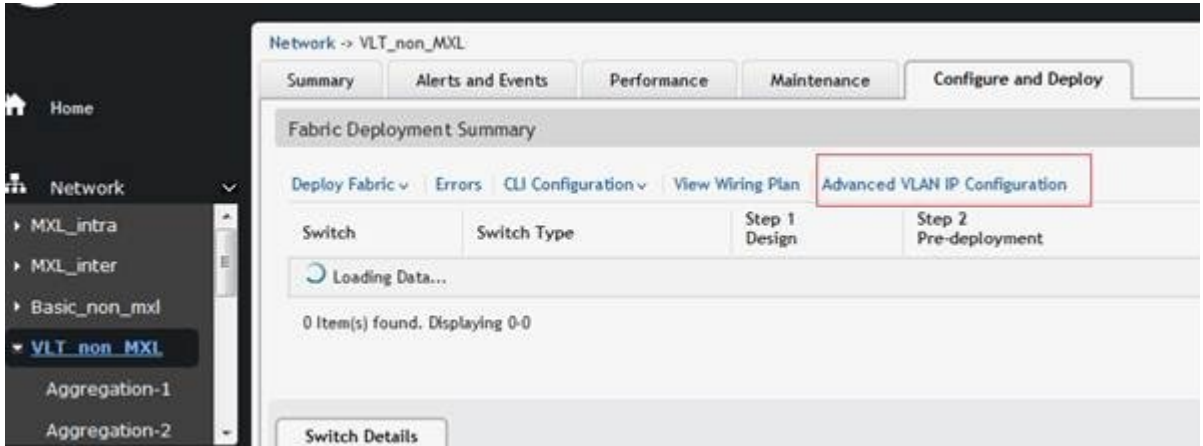 Network -> VLT_non_MXL
Summary Alerts and Events Performance Maintenance Configure and Deploy
Home
Fabric Deployment Summary
Network
Deploy Fabric Errors CLI Configuration View Wiring Plan Advanced VLAN IP Configuration
MXL_intra
Switch Switch Type Step 1 Design Step 2 Pre-deployment
MXL_inter
Loading Data...
Basic_non_mxl
0 Item(s) found. Displaying 0-0
VLT_non_MXL
Aggregation-1
Aggregation-2
Switch Details